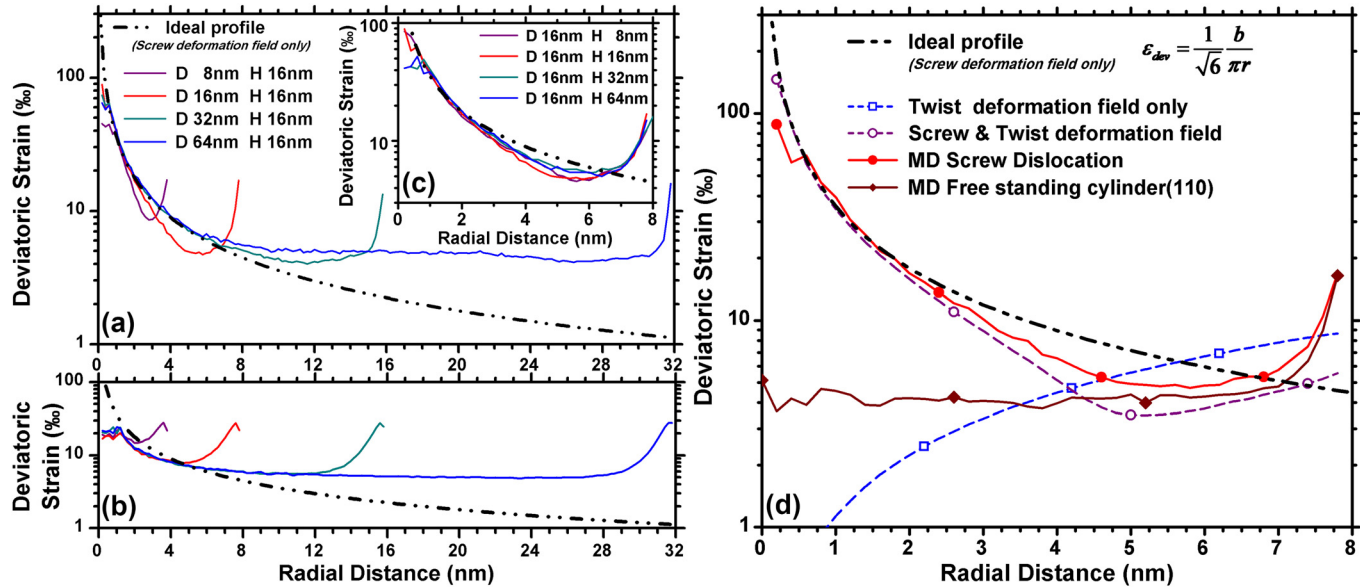 Deviatoric Strain (‰)
100
10
1
Ideal profile
(Screw deformation field only)
D 8nm H 16nm
D 16nm H 16nm
D 32nm H 16nm
D 64nm H 16nm
(a)
Deviatoric Strain (‰)
100
10
D 16nm H 8nm
D 16nm H 16nm
D 16nm H 32nm
D 16nm H 64nm
(c)
0 2 4 6 8
Radial Distance (nm)
0 4 8 12 16 20 24 28 32
Deviatoric
Strain (‰)
100
10
1
(b)
0 4 8 12 16 20 24 28 32
Radial Distance (nm)
Deviatoric Strain (‰)
100
10
1
Ideal profile
(Screw deformation field only)
ε_dev = 1/√6 b/πr
Twist deformation field only
Screw & Twist deformation field
MD Screw Dislocation
MD Free standing cylinder(110)
(d)
0 1 2 3 4 5 6 7 8
Radial Distance (nm)